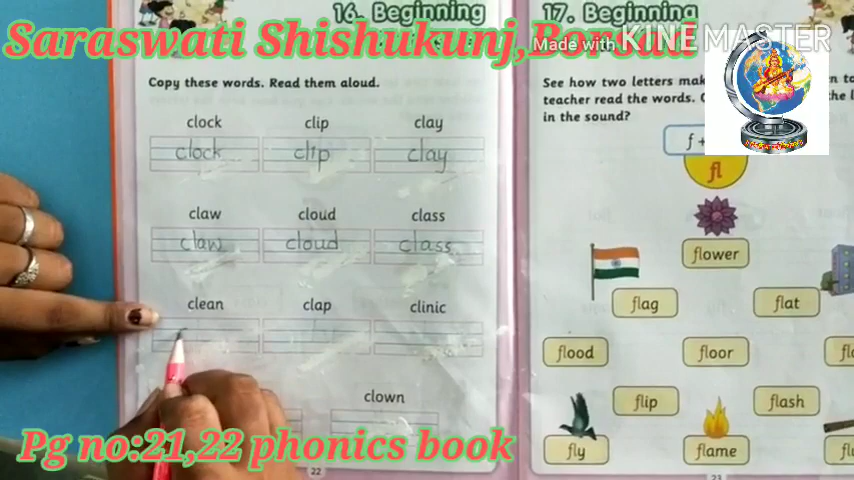 16. Beginning
Saraswati Shishukunj,Borsad
Made with KINEMASTER
Copy these words. Read them aloud.
clock clip clay
clock clip clay
claw cloud class
claw cloud class
clean clap clinic
clown
22
17. Beginning
See how two letters
teacher read the words.
in the sound?
f +
fl
flower
flag flat
flood floor
flip flash
fly flame
23
Pg no:21,22 phonics book